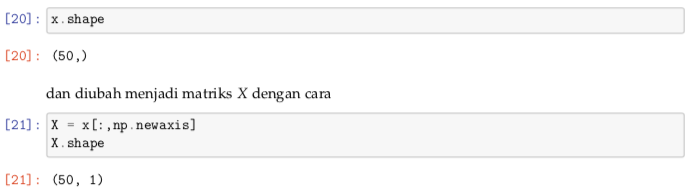 [20]: x.shape
[20]: (50,)
dan diubah menjadi matriks X dengan cara
[21]: X = x[:,np.newaxis]
X.shape
[21]: (50, 1)